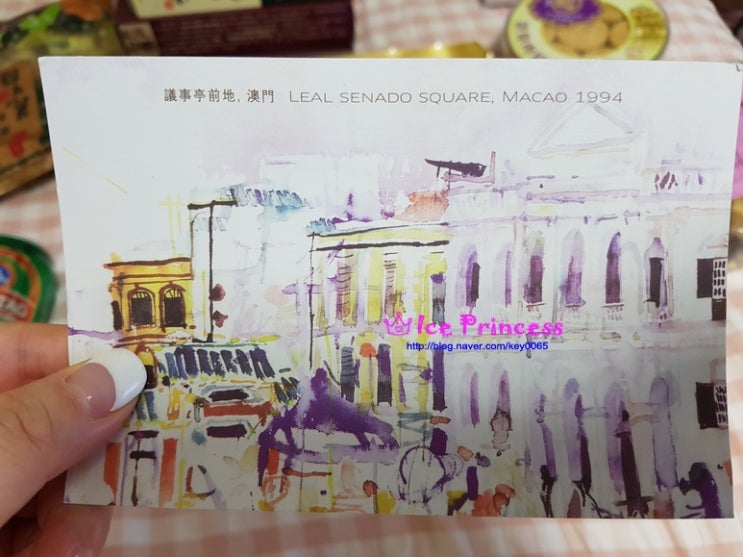 議事亭前地, 澳門 LEAL SENADO SQUARE, MACAO 1994
Ice Princess
http://blog.naver.com/key0065